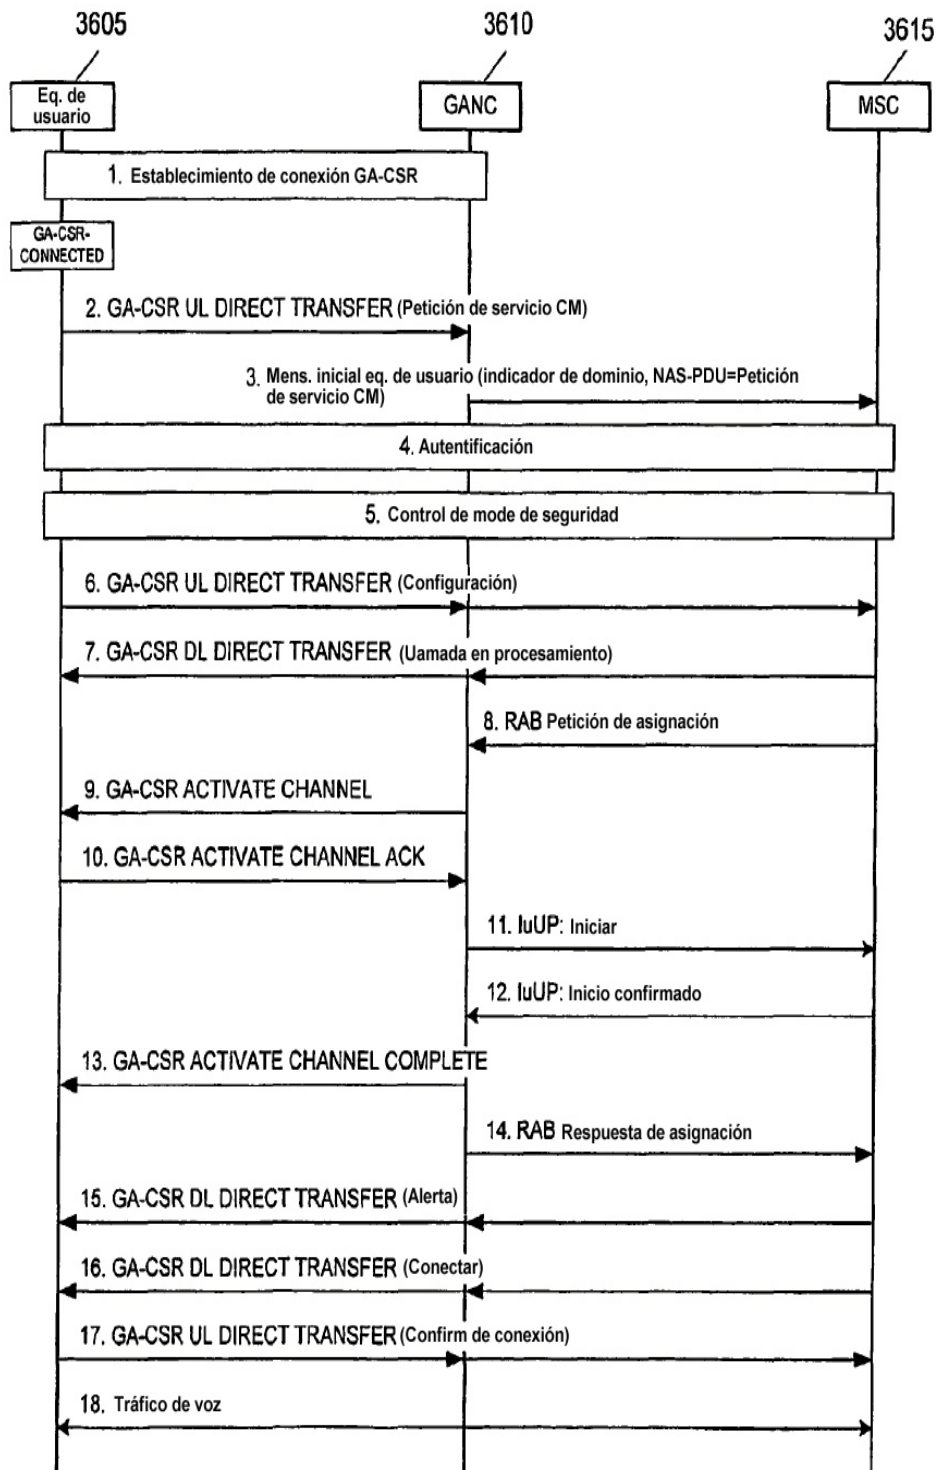 3605
3610
3615
Eq. de
usuario
GANC
MSC
1. Establecimiento de conexión GA-CSR
GA-CSR-
CONNECTED
2. GA-CSR UL DIRECT TRANSFER (Petición de servicio CM)
3. Mens. inicial eq. de usuario (indicador de dominio, NAS-PDU=Petición
de servicio CM)
4. Autentificación
5. Control de mode de seguridad
6. GA-CSR UL DIRECT TRANSFER (Configuración)
7. GA-CSR DL DIRECT TRANSFER (Uamada en procesamiento)
8. RAB Petición de asignación
9. GA-CSR ACTIVATE CHANNEL
10. GA-CSR ACTIVATE CHANNEL ACK
11. IuUP: Iniciar
12. IuUP: Inicio confirmado
13. GA-CSR ACTIVATE CHANNEL COMPLETE
14. RAB Respuesta de asignación
15. GA-CSR DL DIRECT TRANSFER (Alerta)
16. GA-CSR DL DIRECT TRANSFER (Conectar)
17. GA-CSR UL DIRECT TRANSFER (Confirm de conexión)
18. Tráfico de voz